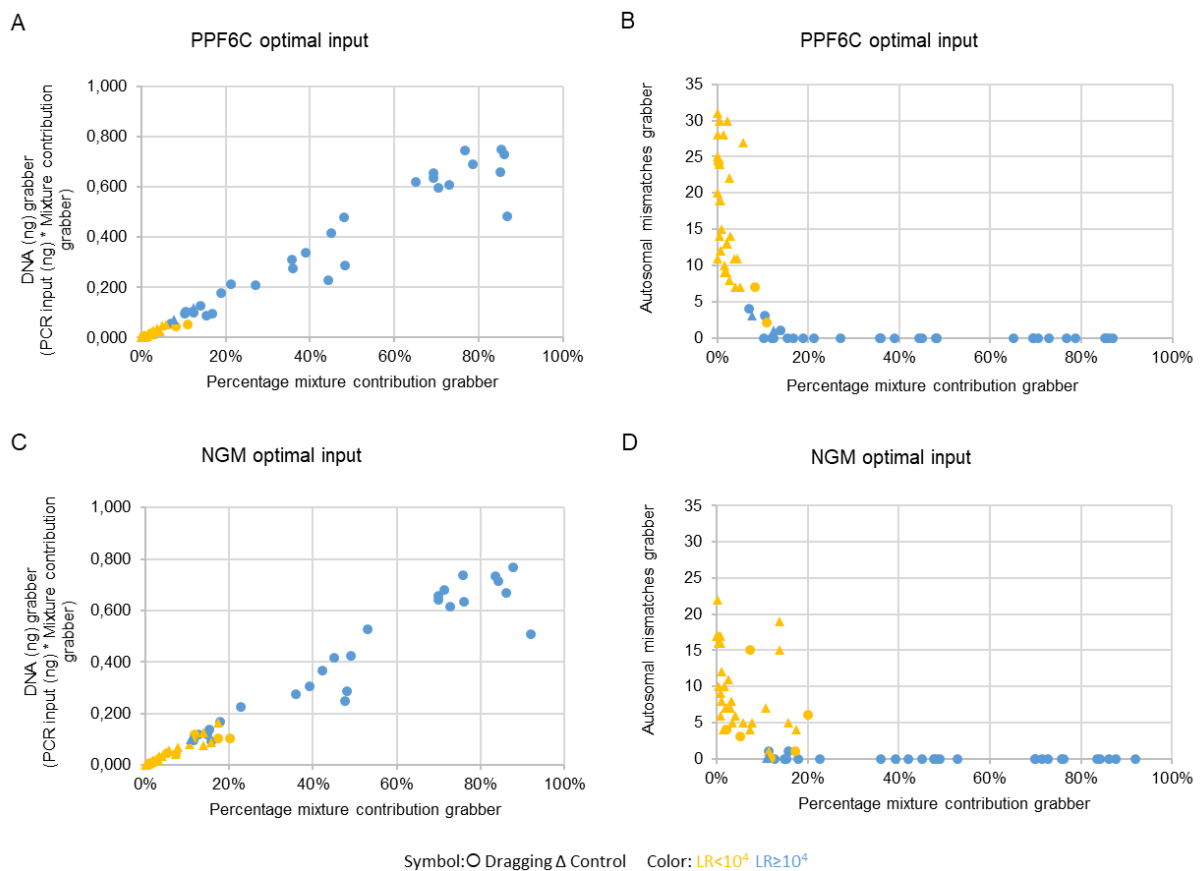 A
PPF6C optimal input
DNA (ng) grabber
(PCR input (ng) * Mixture contribution
grabber)
1,000
0,800
0,600
0,400
0,200
0,000
0% 20% 40% 60% 80% 100%
Percentage mixture contribution grabber
B
PPF6C optimal input
Autosomal mismatches grabber
35
30
25
20
15
10
5
0
0% 20% 40% 60% 80% 100%
Percentage mixture contribution grabber
C
NGM optimal input
DNA (ng) grabber
(PCR input (ng) * Mixture contribution
grabber)
1,000
0,800
0,600
0,400
0,200
0,000
0% 20% 40% 60% 80% 100%
Percentage mixture contribution grabber
D
NGM optimal input
Autosomal mismatches grabber
35
30
25
20
15
10
5
0
0% 20% 40% 60% 80% 100%
Percentage mixture contribution grabber
Symbol:O Dragging Δ Control Color: LR<10⁴ LR≥10⁴